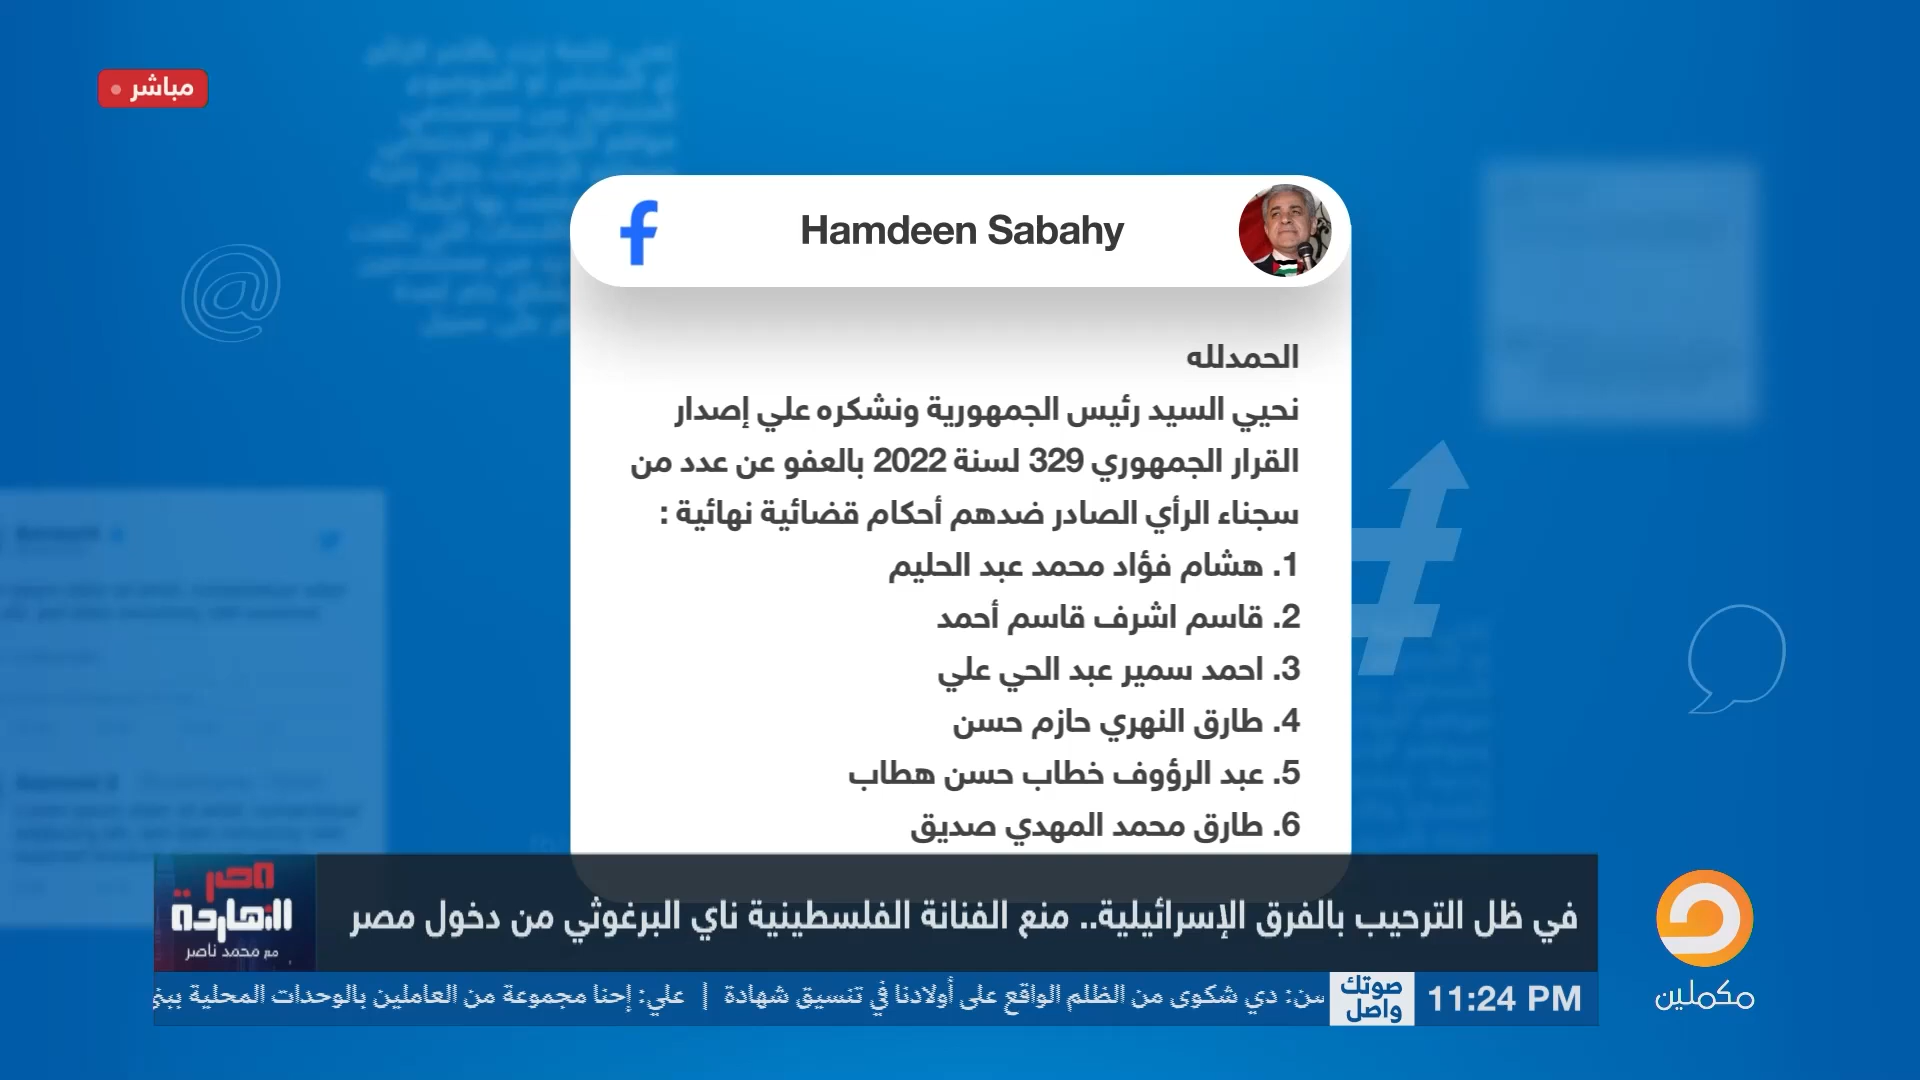 مباشر
Hamdeen Sabahy
الحمدلله
نحيي السيد رئيس الجمهورية ونشكره علي إصدار
القرار الجمهوري 329 لسنة 2022 بالعفو عن عدد من
سجناء الرأي الصادر ضدهم أحكام قضائية نهائية :
1. هشام فؤاد محمد عبد الحليم
2. قاسم اشرف قاسم أحمد
3. احمد سمير عبد الحي علي
4. طارق النهري حازم حسن
5. عبد الرؤوف خطاب حسن هطاب
6. طارق محمد المهدي صديق
مصر
النهاردة
مع محمد ناصر
في ظل الترحيب بالفرق الإسرائيلية.. منع الفنانة الفلسطينية ناي البرغوثي من دخول مصر
11:24 PM
صوتك
واصل
دي شكوى من الظلم الواقع على أولادنا في تنسيق شهادة | علي: إحنا مجموعة من العاملين بالوحدات المحلية
مكملين